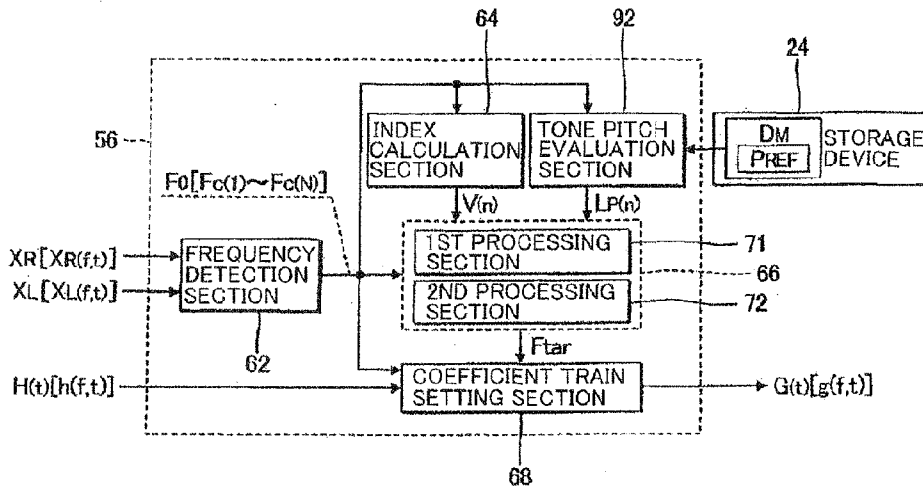 64
92
24
56
INDEX
CALCULATION
SECTION
TONE PITCH
EVALUATION
SECTION
DM
PREF
STORAGE
DEVICE
F0[Fc(1)~Fc(N)]
V(n)
LP(n)
XR[XR(f,t)]
XL[XL(f,t)]
FREQUENCY
DETECTION
SECTION
62
1ST PROCESSING
SECTION
71
66
2ND PROCESSING
SECTION
72
Ftar
H(t)[h(f,t)]
COEFFICIENT TRAIN
SETTING SECTION
G(t)[g(f,t)]
68